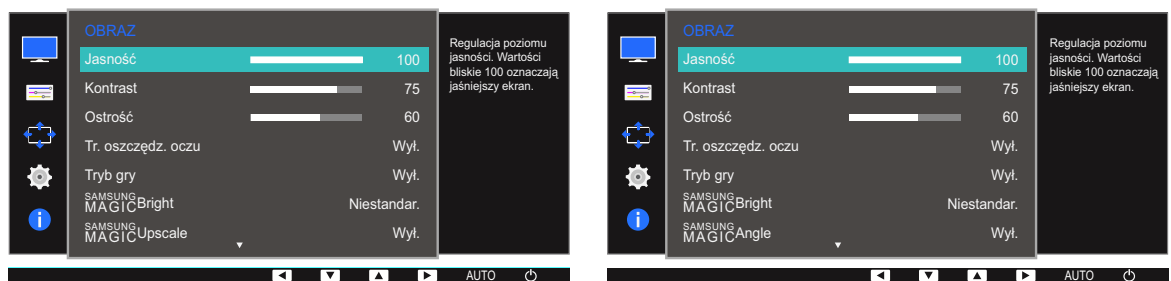 OBRAZ
Jasność 100
Kontrast 75
Ostrość 60
Tr. oszczędz. oczu Wył.
Tryb gry Wył.
SAMSUNG
MAGIC Bright Niestandar.
SAMSUNG
MAGIC Upscale Wył.
Regulacja poziomu
jasności. Wartości
bliskie 100 oznaczają
jaśniejszy ekran.
AUTO
OBRAZ
Jasność 100
Kontrast 75
Ostrość 60
Tr. oszczędz. oczu Wył.
Tryb gry Wył.
SAMSUNG
MAGIC Bright Niestandar.
SAMSUNG
MAGIC Angle Wył.
Regulacja poziomu
jasności. Wartości
bliskie 100 oznaczają
jaśniejszy ekran.
AUTO